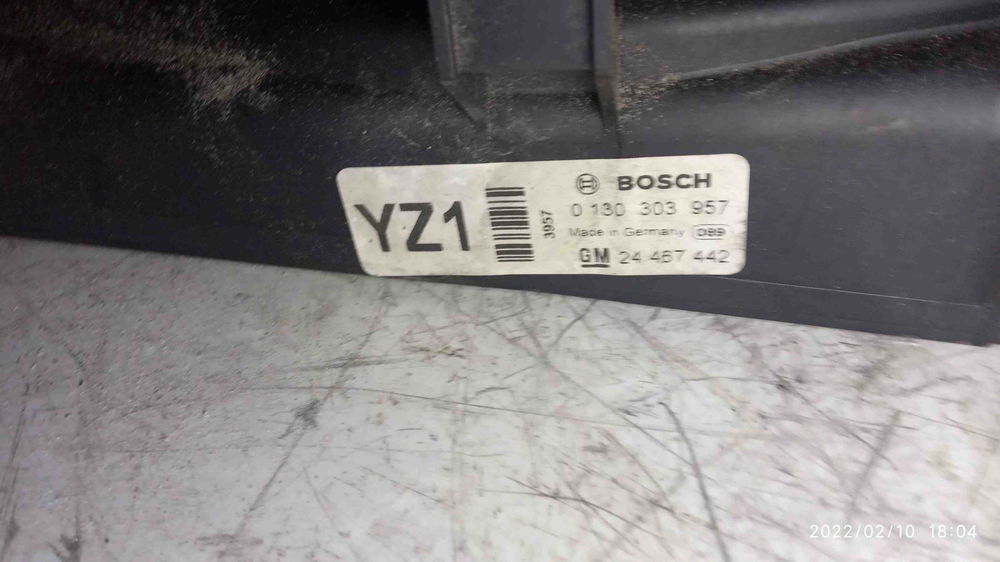 YZ1
3957
BOSCH
0 130 303 957
Made in Germany 089
GM 24 467 442
2022/02/10 18:04